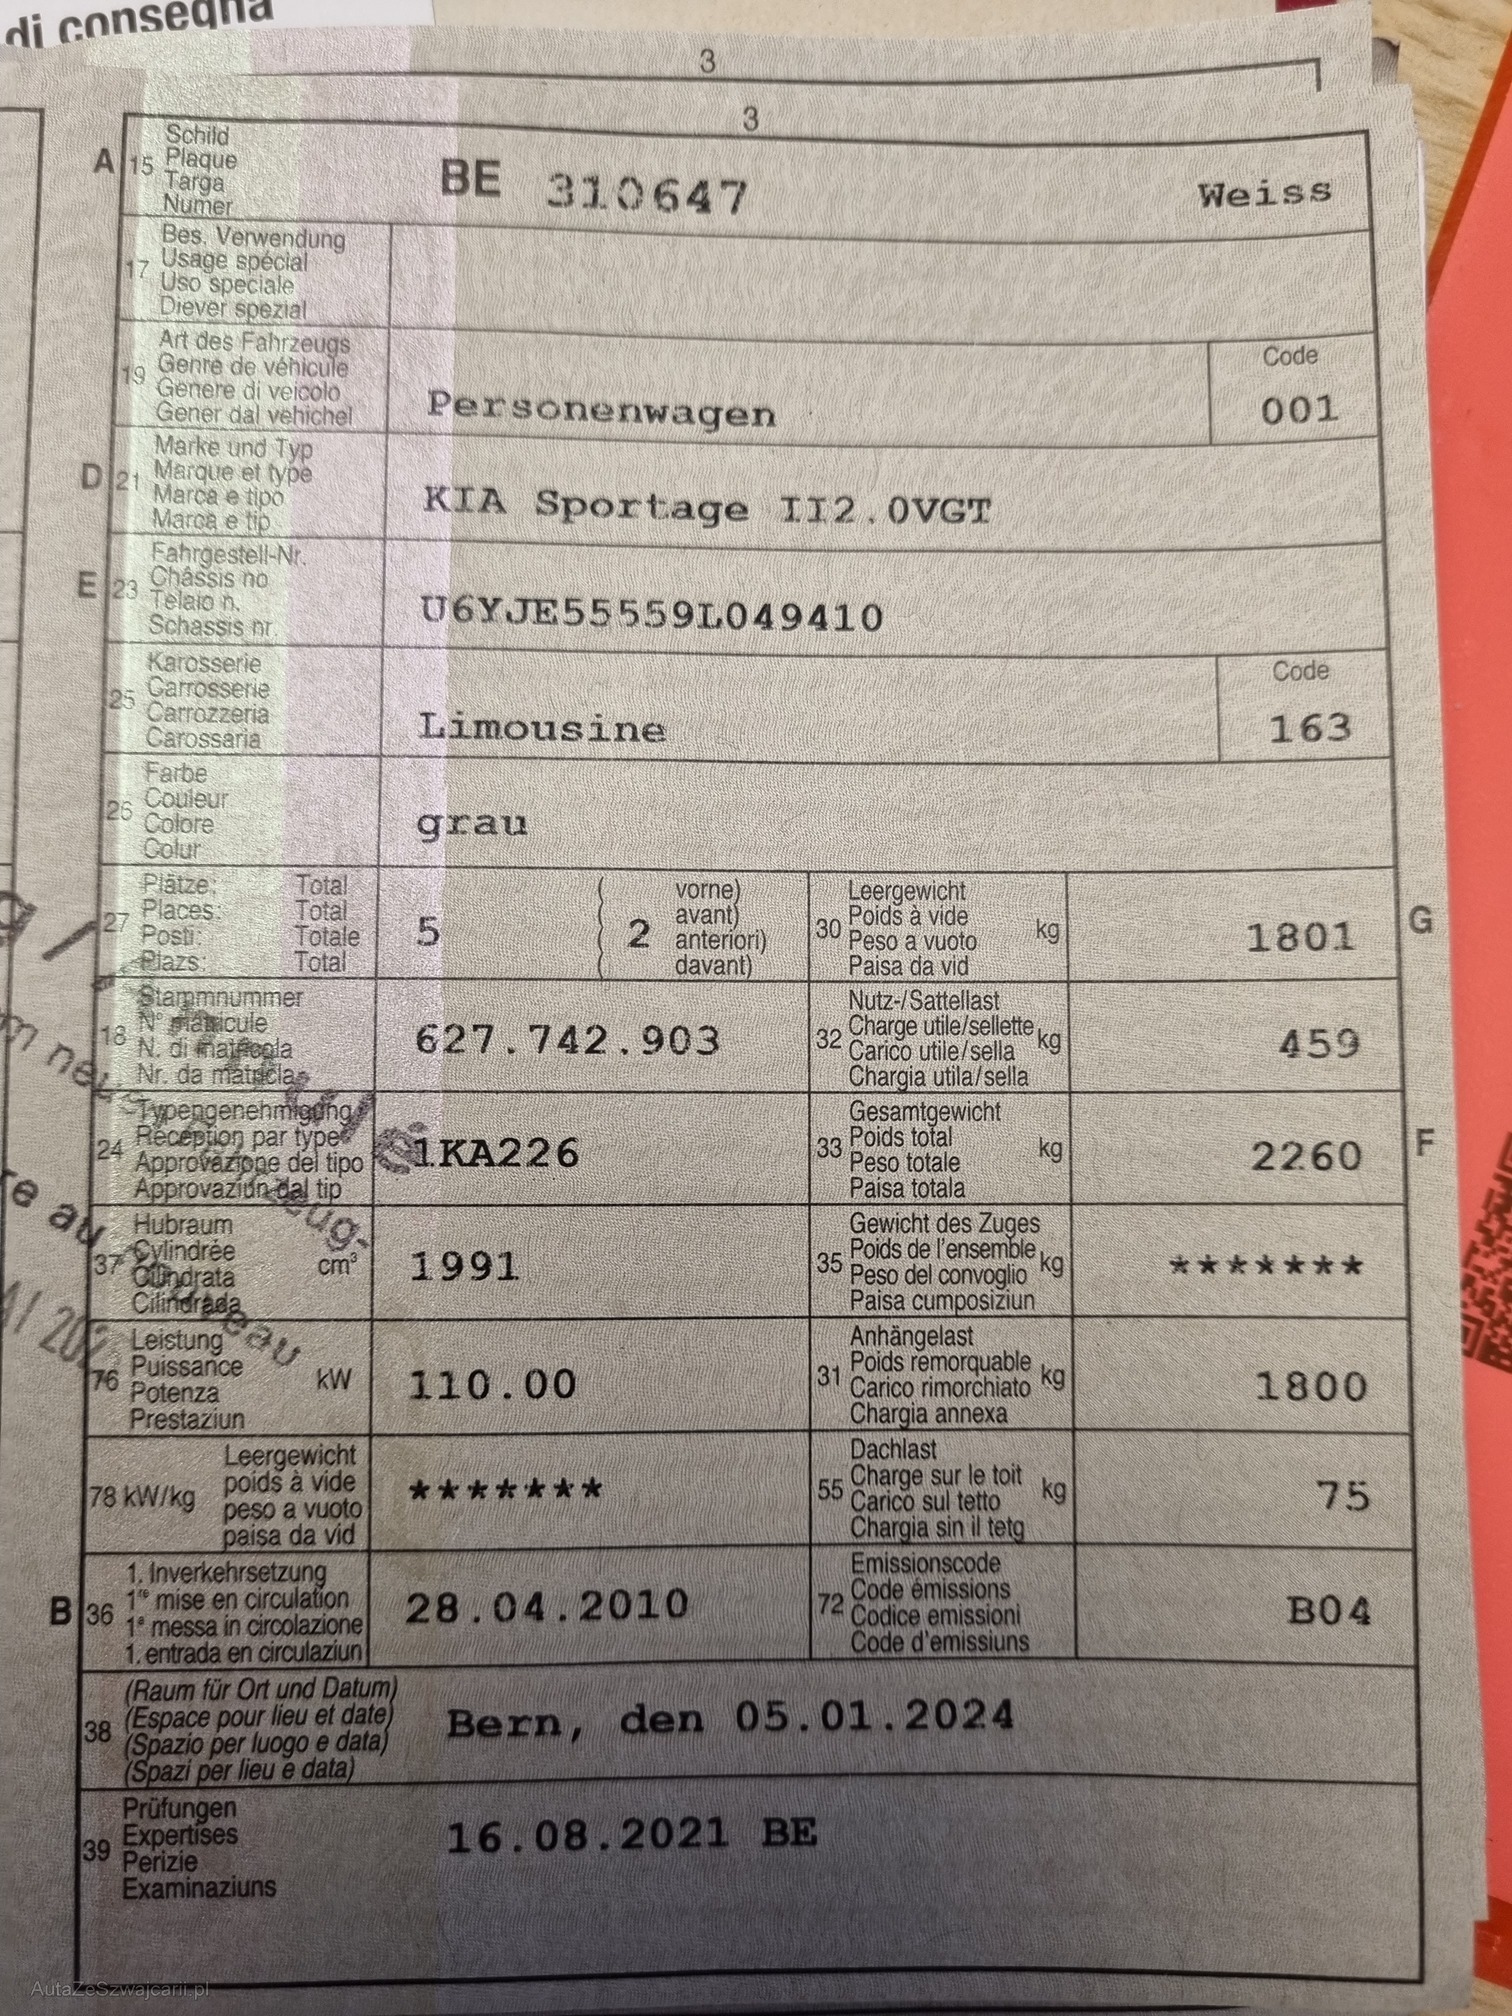 di consegna
3
3
A 15 Schild
Plaque
Targa
Numer
BE 310647 Weiss
17 Bes. Verwendung
Usage spécial
Uso speciale
Diever spezial
19 Art des Fahrzeugs
Genre de véhicule
Genere di veicolo
Gener dal vehichel
Personenwagen
Code
001
D 21 Marke und Typ
Marque et type
Marca e tipo
Marca e tip
KIA Sportage II2.0VGT
E 23 Fahrgestell-Nr.
Châssis no
Telaio n.
Schassis nr.
U6YJE55559L049410
25 Karosserie
Carrosserie
Carrozzeria
Carossaria
Limousine
Code
163
26 Farbe
Couleur
Colore
Colur
grau
27 Plätze: Total
Places: Total
Posti: Totale
Plazs: Total
5 ( 2 vorne)
avant)
anteriori)
davant)
30 Leergewicht
Poids à vide
Peso a vuoto
Paisa da vid
kg
1801 G
18 Stammnummer
N° matricule
N. di matricola
Nr. da matricla
627.742.903
32 Nutz-/Sattellast
Charge utile/sellette
Carico utile/sella
Chargia utila/sella
kg
459
24 Typengenehmigung
Réception par type
Approvazione del tipo
Approvaziun dal tip
1KA226
33 Gesamtgewicht
Poids total
Peso totale
Paisa totala
kg
2260 F
37 Hubraum
Cylindrée
Cilindrata
Cilindrada
cm³
1991
35 Gewicht des Zuges
Poids de l'ensemble
Peso del convoglio
Paisa cumposiziun
kg
*******
76 Leistung
Puissance
Potenza
Prestaziun
kW
110.00
31 Anhängelast
Poids remorquable
Carico rimorchiato
Chargia annexa
kg
1800
78 kW/kg Leergewicht
poids à vide
peso a vuoto
paisa da vid
*******
55 Dachlast
Charge sur le toit
Carico sul tetto
Chargia sin il tetg
kg
75
B 36 1. Inverkehrsetzung
1re mise en circulation
1a messa in circolazione
1. entrada en circulaziun
28.04.2010
72 Emissionscode
Code émissions
Codice emissioni
Code d'emissiuns
B04
38 (Raum für Ort und Datum)
(Espace pour lieu et date)
(Spazio per luogo e data)
(Spazi per lieu e data)
Bern, den 05.01.2024
39 Prüfungen
Expertises
Perizie
Examinaziuns
16.08.2021 BE
AutaZeSzwajcarii.pl